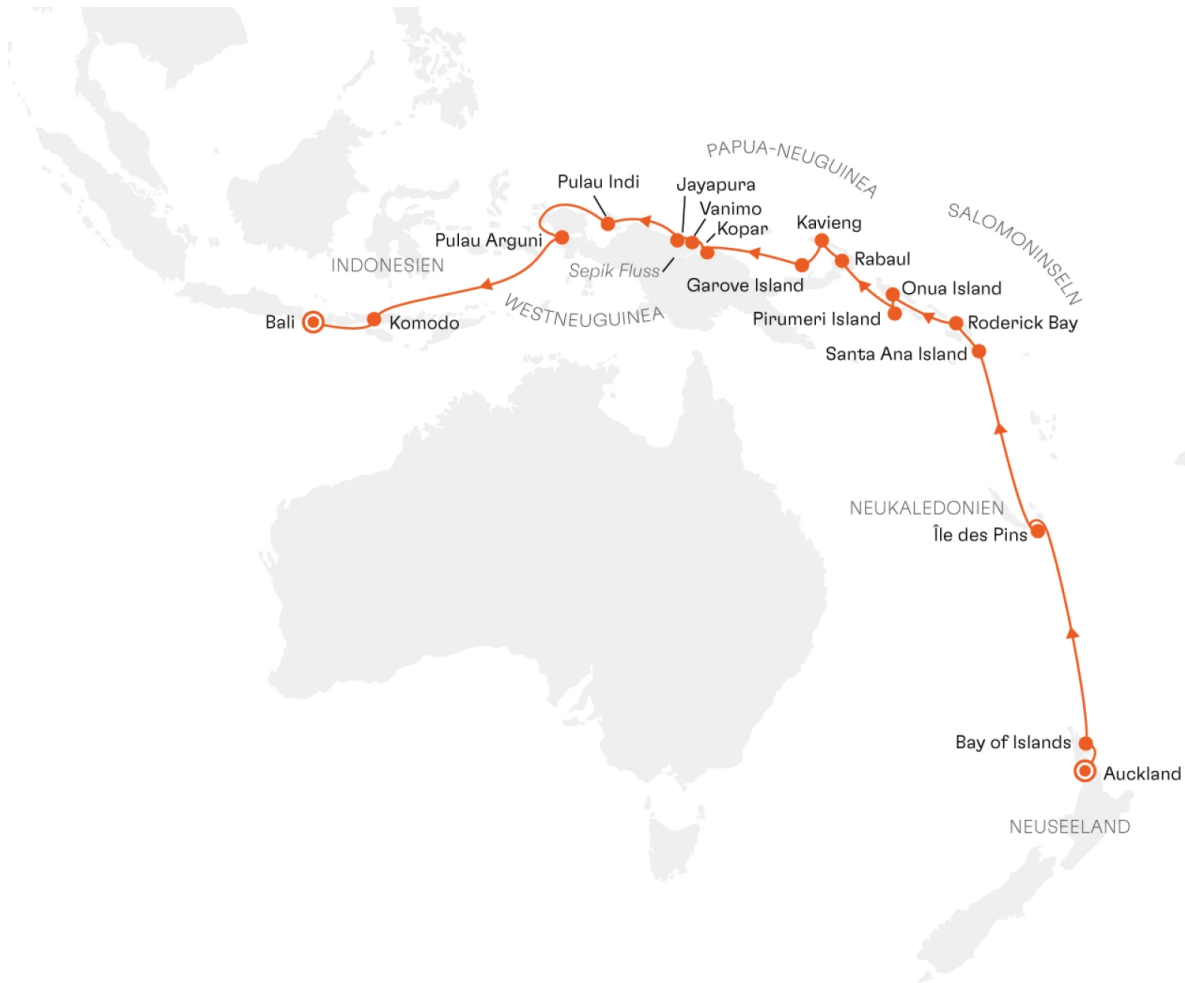 PAPUA-NEUGUINEA
SALOMONINSELN
Pulau Indi
Jayapura
Vanimo
Kopar
Kavieng
Pulau Arguni
Rabaul
INDONESIEN
Sepik Fluss
Garove Island
Onua Island
WESTNEUGUINEA
Pirumeri Island
Bali
Komodo
Roderick Bay
Santa Ana Island
NEUKALEDONIEN
Île des Pins
Bay of Islands
Auckland
NEUSEELAND